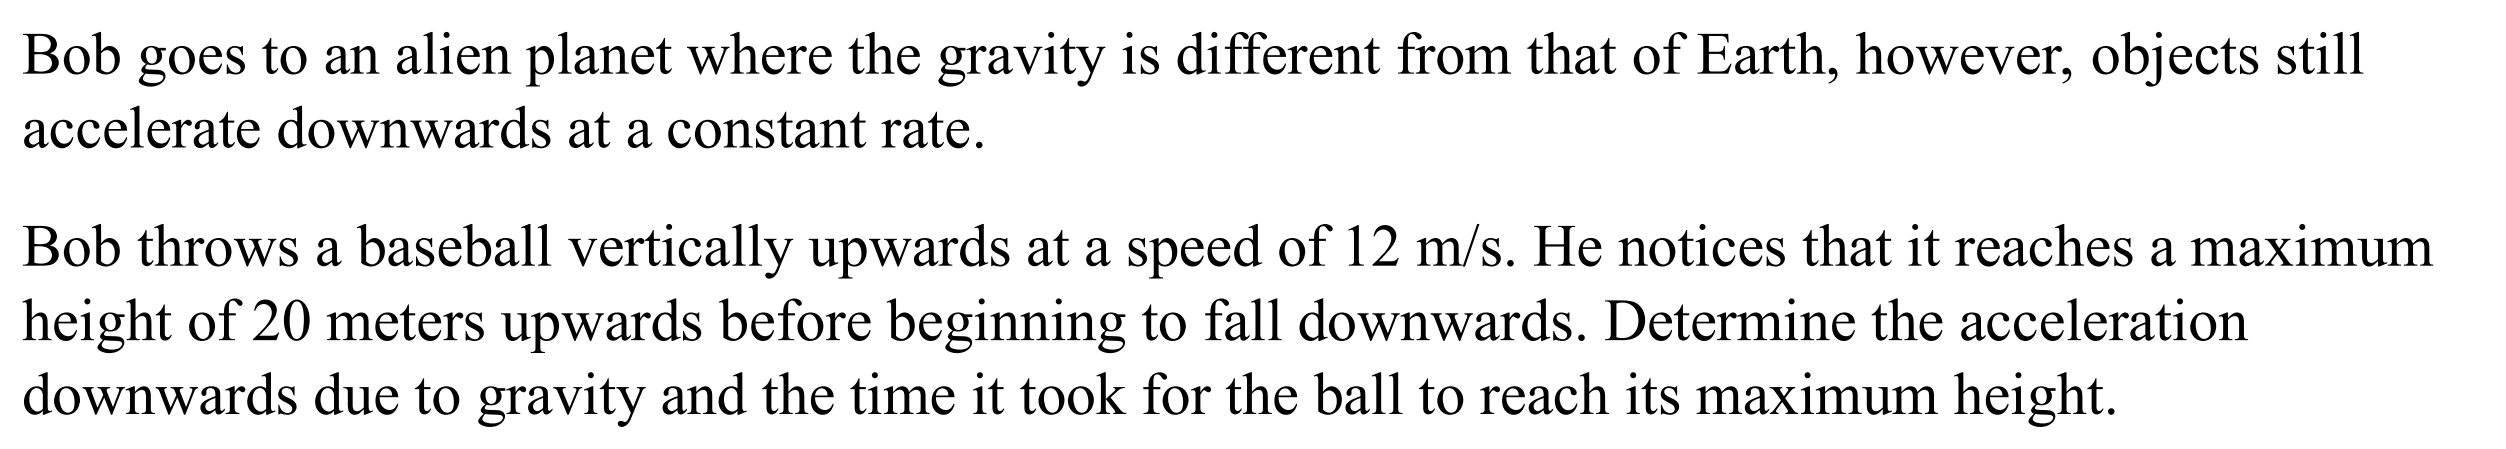 Bob goes to an alien planet where the gravity is different from that of Earth, however, objects still
accelerate downwards at a constant rate.
Bob throws a baseball vertically upwards at a speed of 12 m/s. He notices that it reaches a maximum
height of 20 meters upwards before beginning to fall downwards. Determine the acceleration
downwards due to gravity and the time it took for the ball to reach its maximum height.